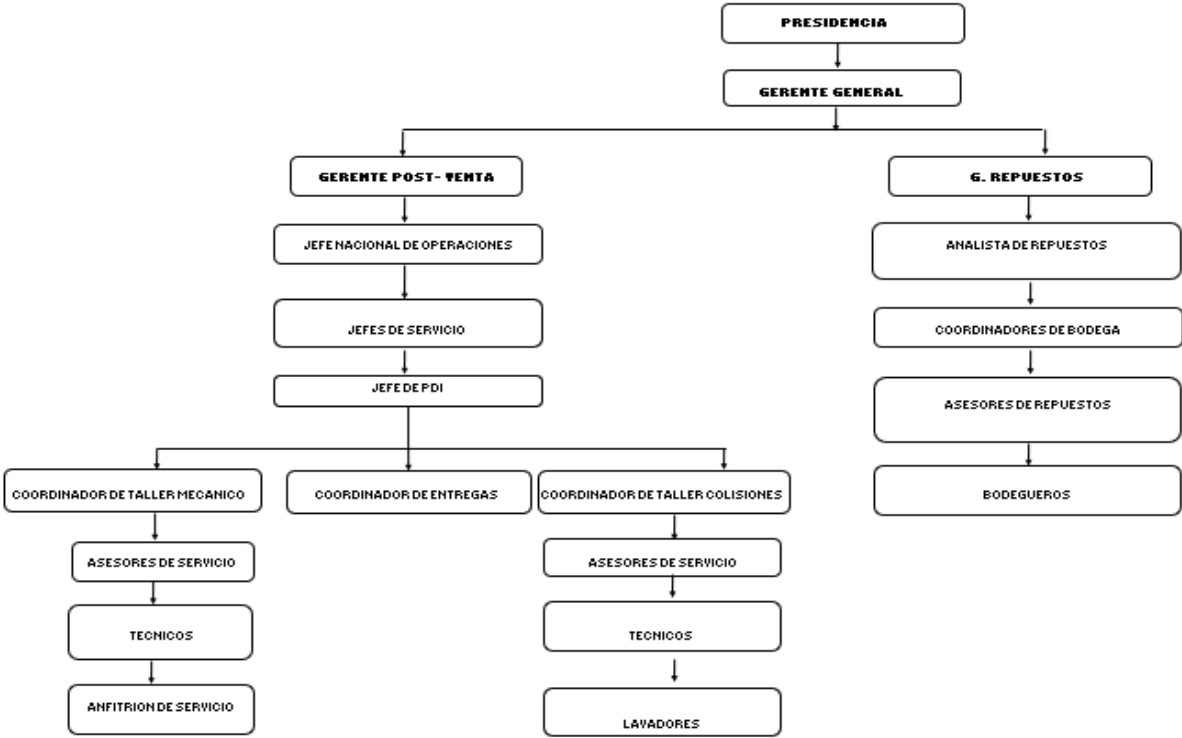 PRESIDENCIA
GERENTE GENERAL
GERENTE POST- VENTA
G. REPUESTOS
JEFE NACIONAL DE OPERACIONES
ANALISTA DE REPUESTOS
JEFES DE SERVICIO
COORDINADORES DE BODEGA
JEFE DE PDI
ASESORES DE REPUESTOS
COORDINADOR DE TALLER MECANICO
COORDINADOR DE ENTREGAS
COORDINADOR DE TALLER COLISIONES
BODEGUEROS
ASESORES DE SERVICIO
ASESORES DE SERVICIO
TECNICOS
TECNICOS
ANFITRION DE SERVICIO
LAVADORES